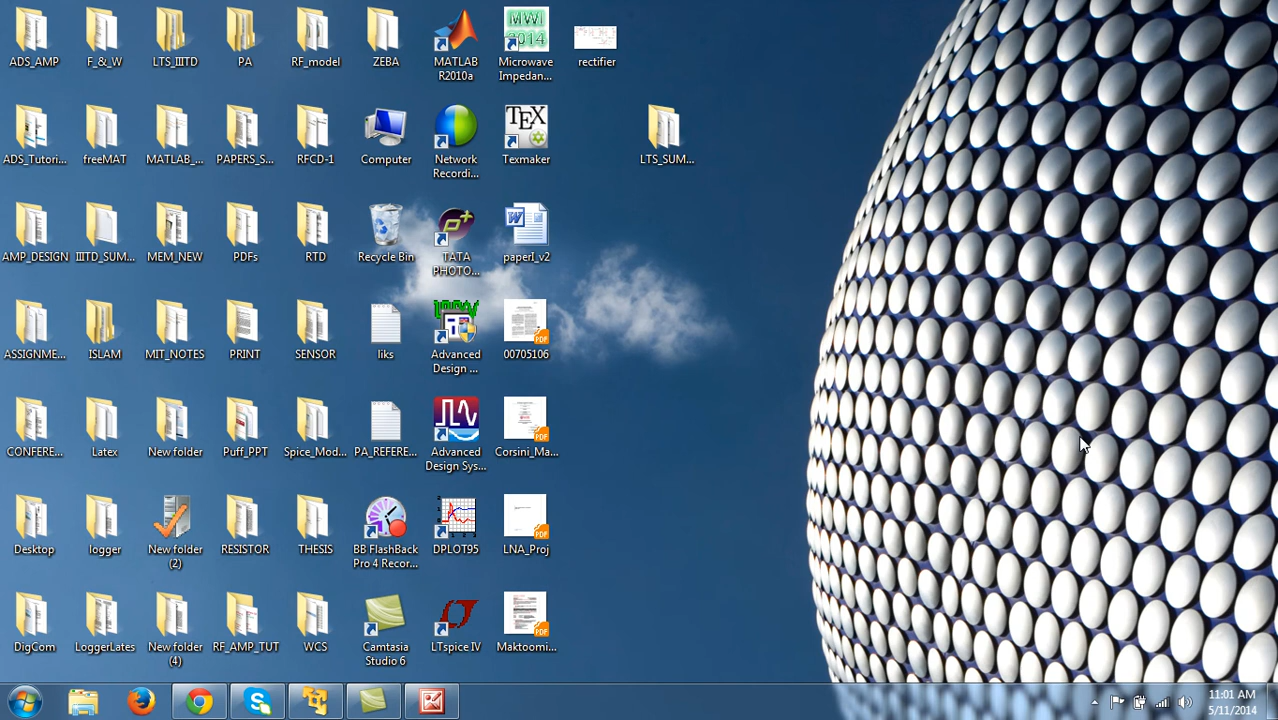 ADS_AMP
F_&_W
LTS_IIITD
PA
RF_model
ZEBA
MATLAB
R2010a
MWI
2014
Microwave
Impedan...
rectifier
ADS_Tutori...
freeMAT
MATLAB_...
PAPERS_S...
RFCD-1
Computer
Network
Recordi...
TEX
Texmaker
LTS_SUM...
AMP_DESIGN
IIITD_SUM...
MEM_NEW
PDFs
RTD
Recycle Bin
TATA
PHOTO...
paperI_v2
ASSIGNME...
ISLAM
MIT_NOTES
PRINT
SENSOR
liks
Advanced
Design ...
PDF
00705106
CONFERE...
Latex
New folder
Puff_PPT
Spice_Mod...
PA_REFERE...
Advanced
Design Sys...
PDF
Corsini_Ma...
Desktop
logger
New folder
(2)
RESISTOR
THESIS
BB FlashBack
Pro 4 Recor...
DPLOT95
PDF
LNA_Proj
DigCom
LoggerLates
New folder
(4)
RF_AMP_TUT
WCS
Camtasia
Studio 6
LTspice IV
PDF
Maktoomi...
11:01 AM
5/11/2014